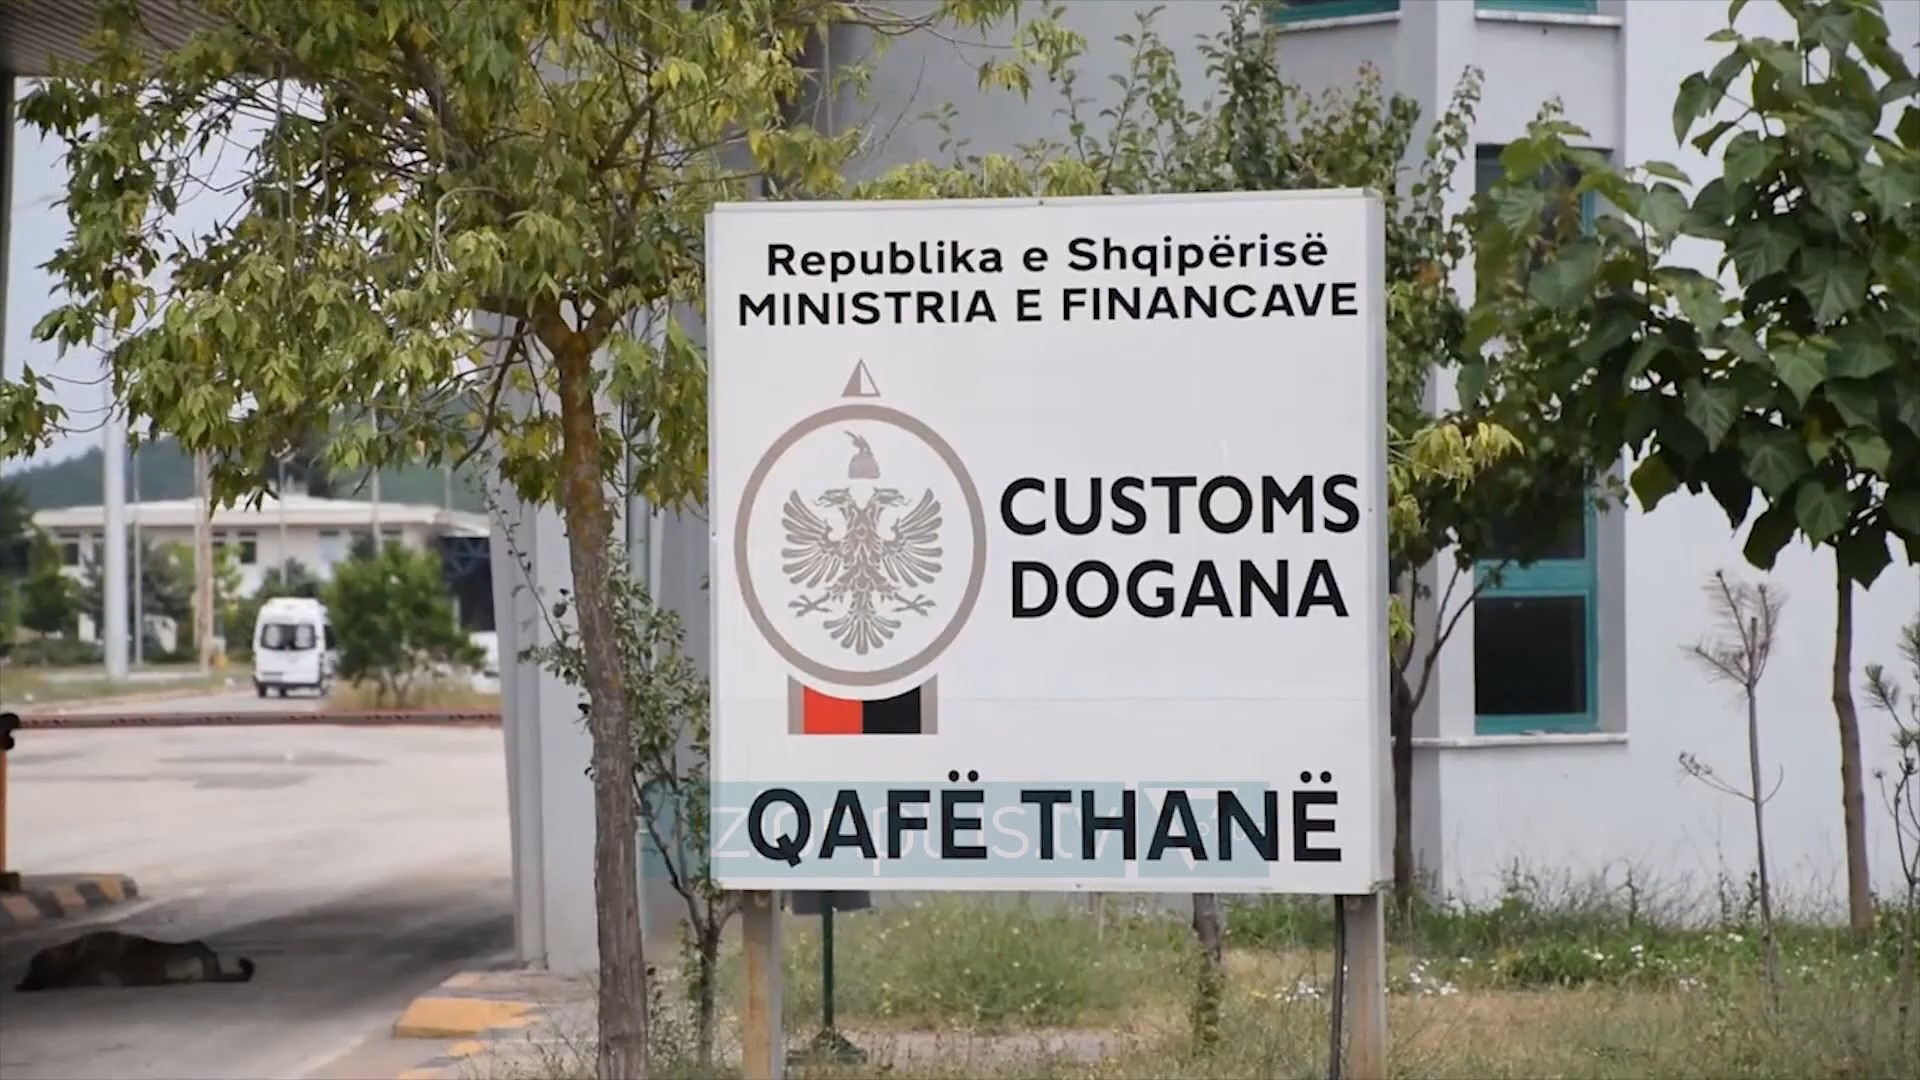 Republika e Shqipërisë
MINISTRIA E FINANCAVE
CUSTOMS
DOGANA
QAFË THANË